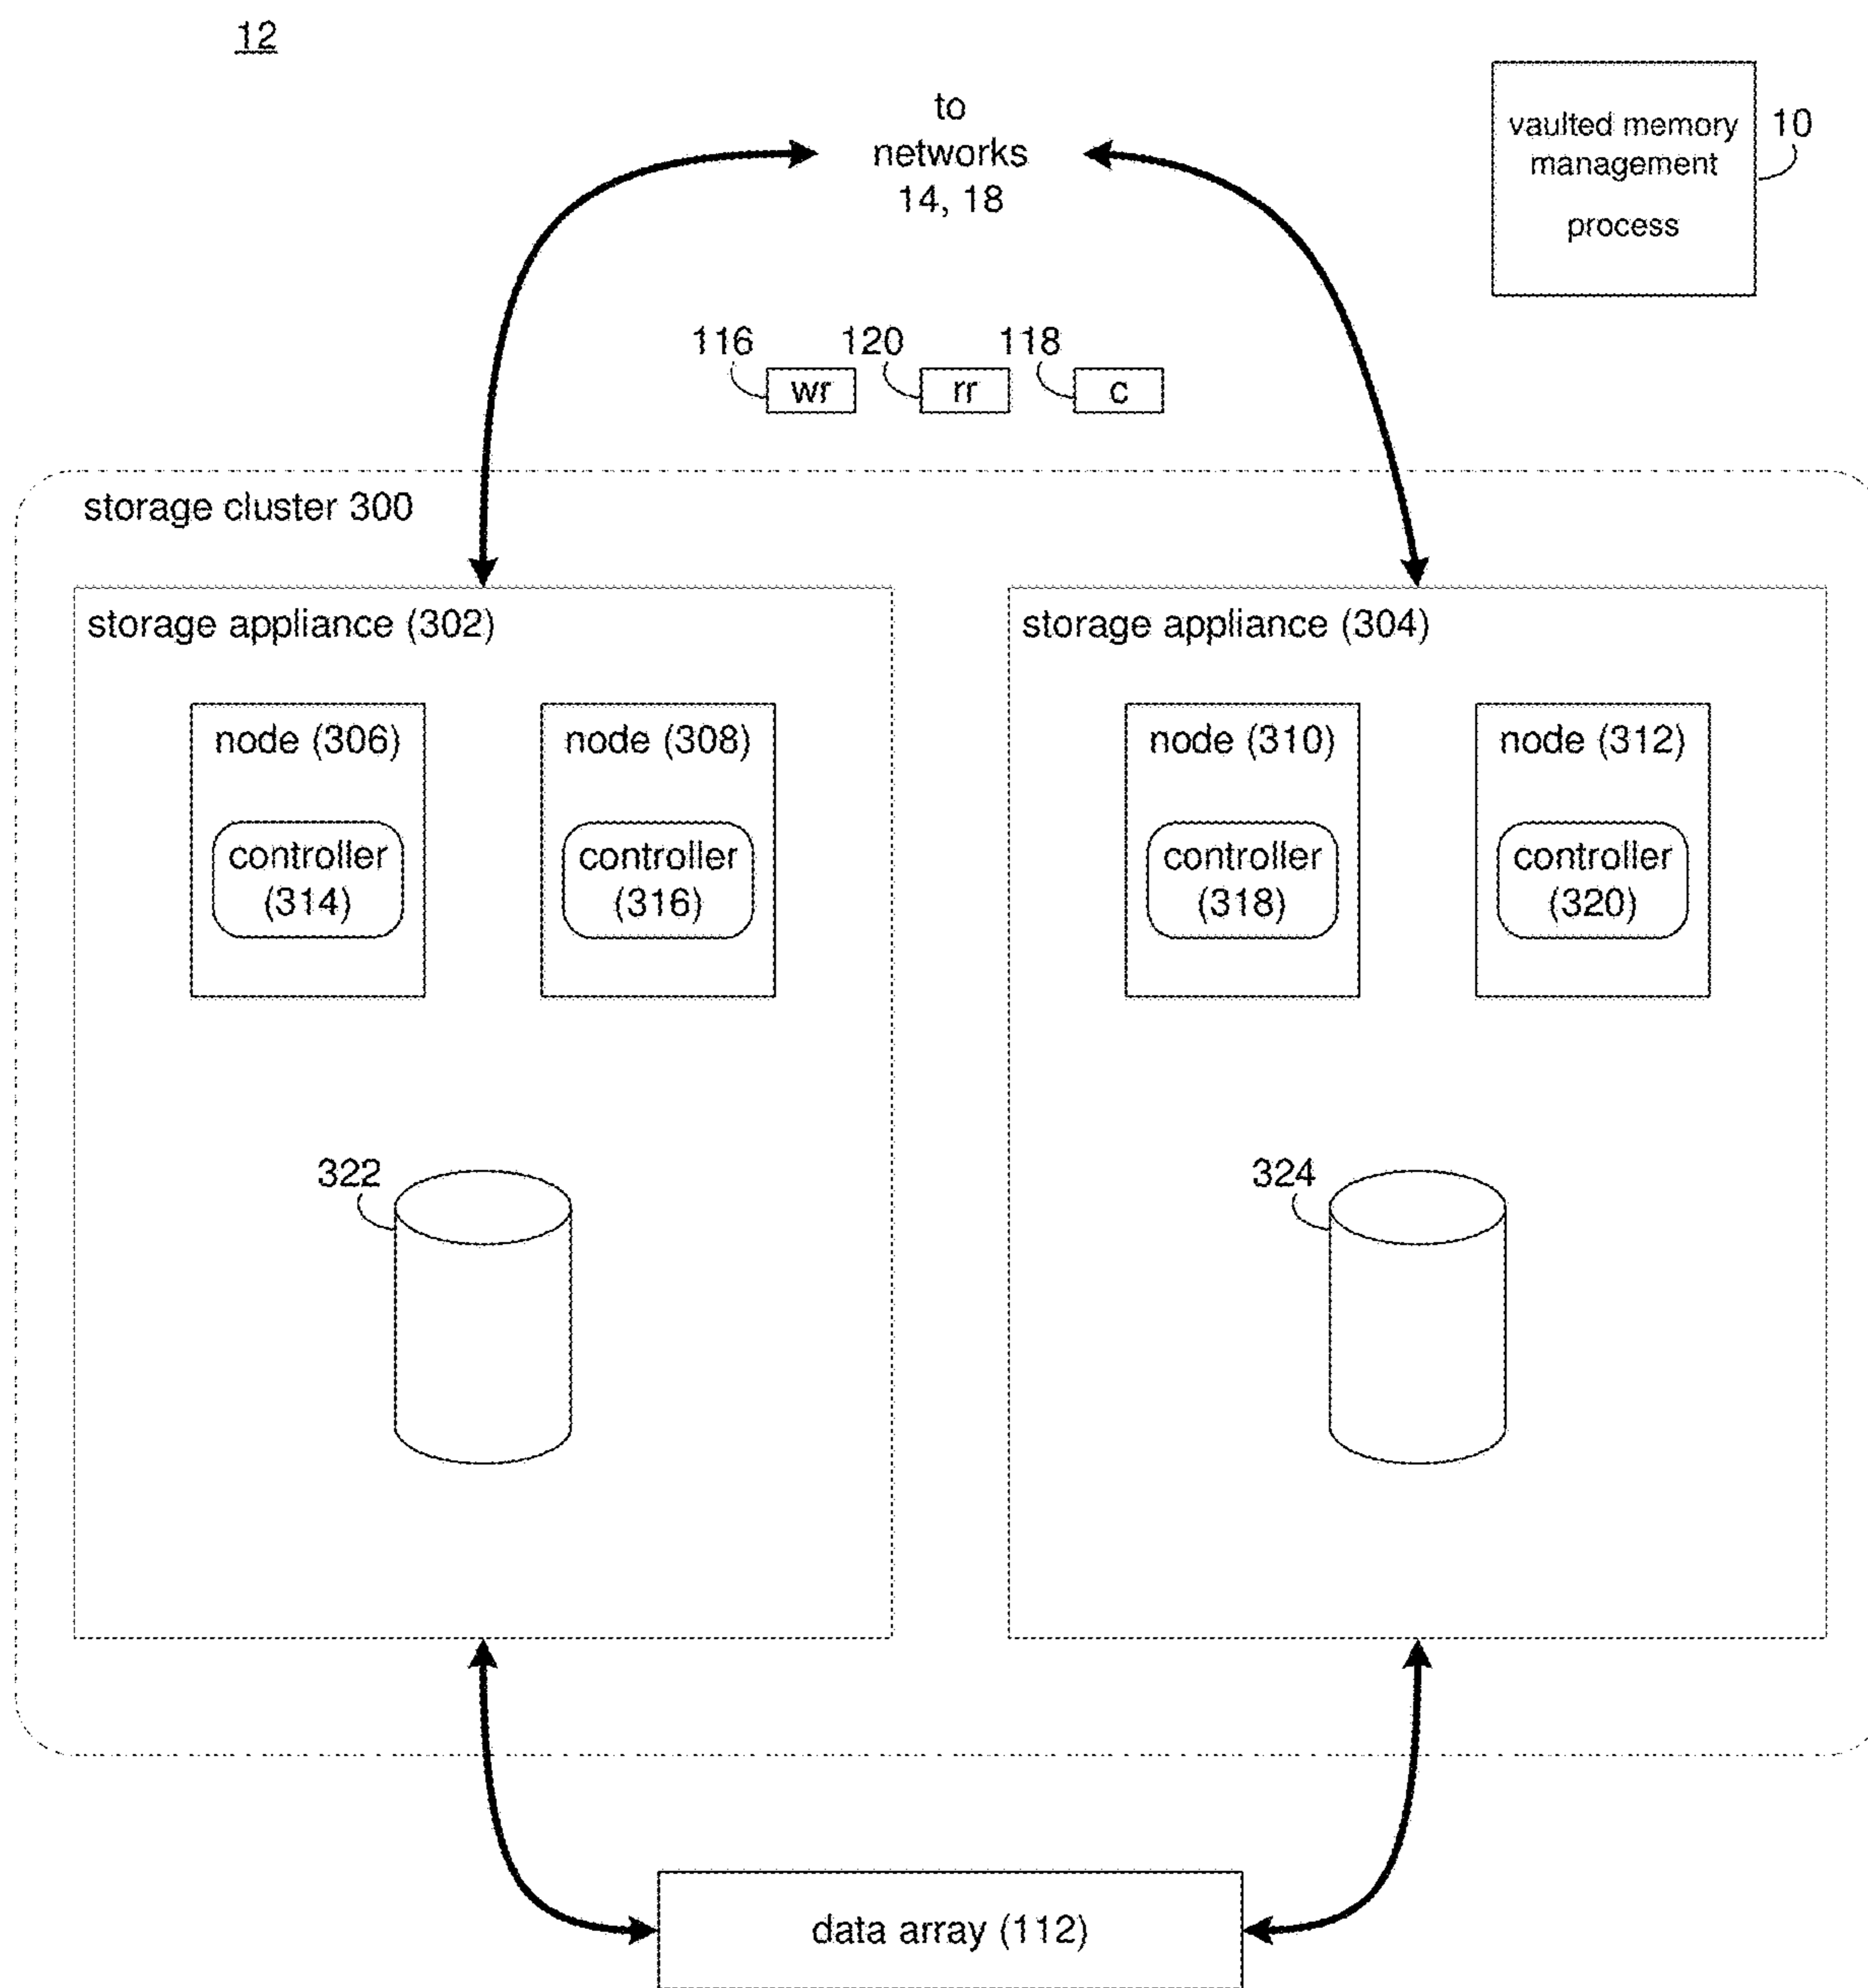 12
to
networks
14, 18
vaulted memory
management
process
10
116
120
118
wr
rr
c
storage cluster 300
storage appliance (302)
storage appliance (304)
node (306)
node (308)
node (310)
node (312)
controller
(314)
controller
(316)
controller
(318)
controller
(320)
322
324
data array (112)